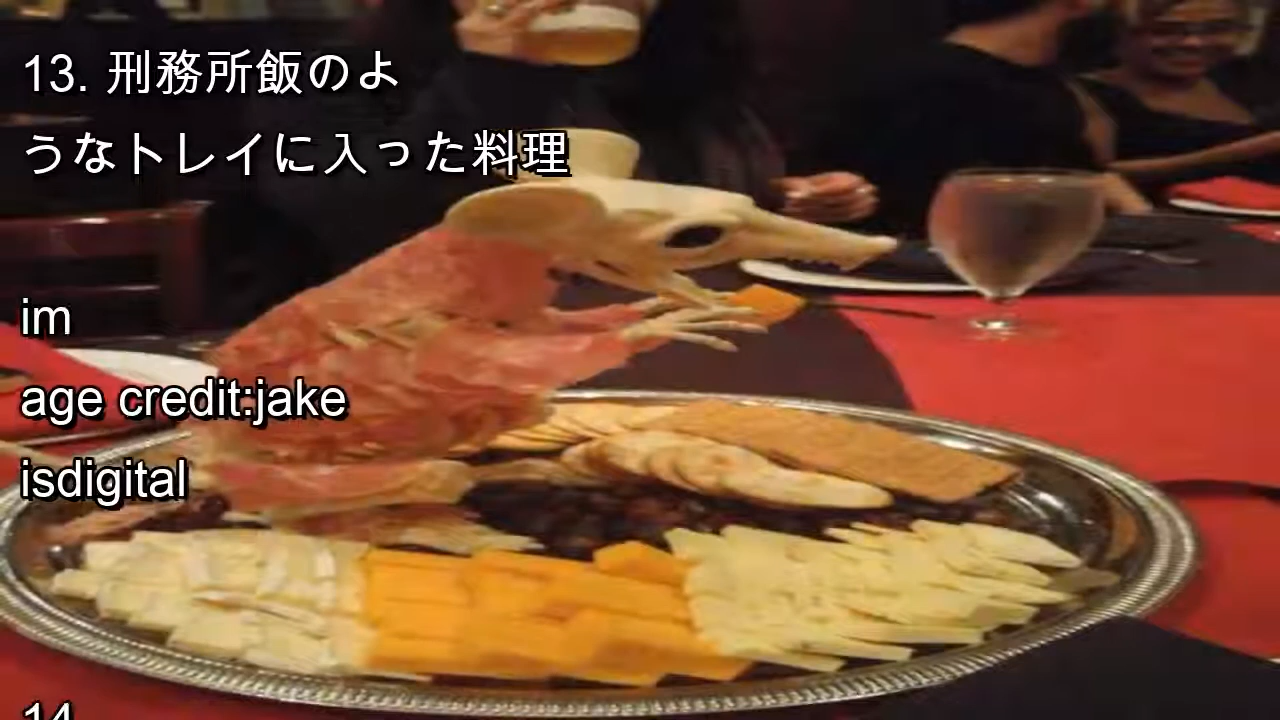 13. 刑務所飯のよ
うなトレイに入った料理
im
age credit:jake
isdigital
14